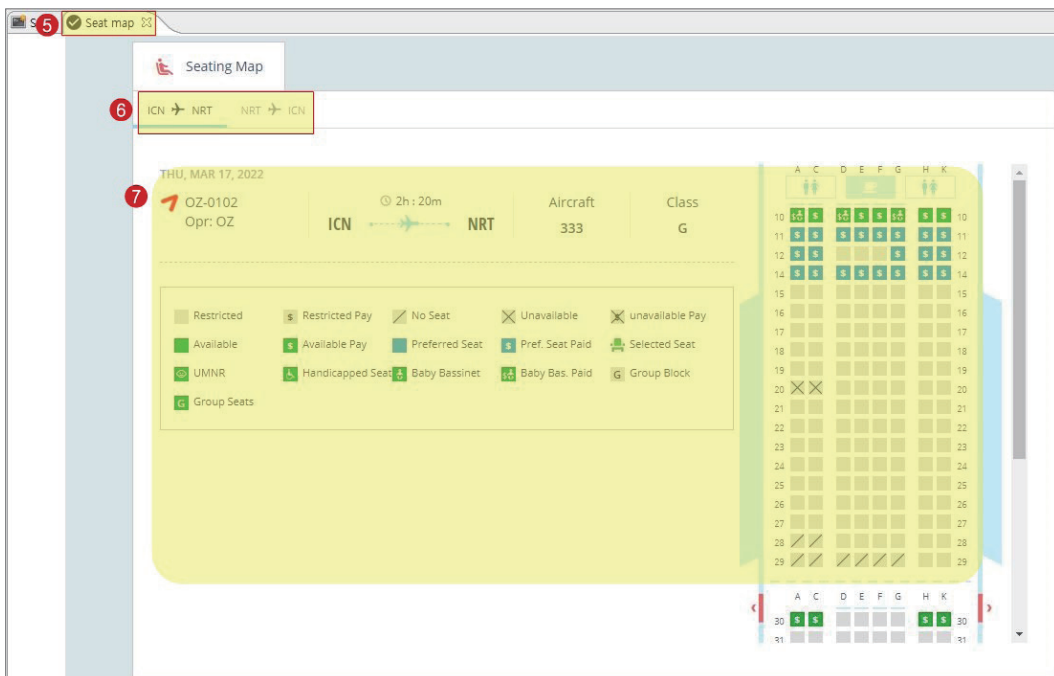 5 Seat map
Seating Map
6 ICN NRT NRT ICN
7 THU, MAR 17, 2022
OZ-0102
Opr: OZ
2h : 20m
ICN NRT
Aircraft
333
Class
G
Restricted $ Restricted Pay No Seat Unavailable $ unavailable Pay
Available $ Available Pay Preferred Seat $ Pref. Seat Paid Selected Seat
UMNR Handicapped Seat Baby Bassinet $ Baby Bas. Paid G Group Block
G Group Seats
A C D E F G H K
10 $ $ $ $ $ $ $ $ 10
11 $ $ $ $ $ $ $ $ 11
12 $ $ $ $ $ 12
14 $ $ $ $ $ $ $ $ 14
15 15
16 16
17 17
18 18
19 19
20 20
21 21
22 22
23 23
24 24
25 25
26 26
27 27
28 28
29 29
A C D E F G H K
30 $ $ $ $ 30
31 31